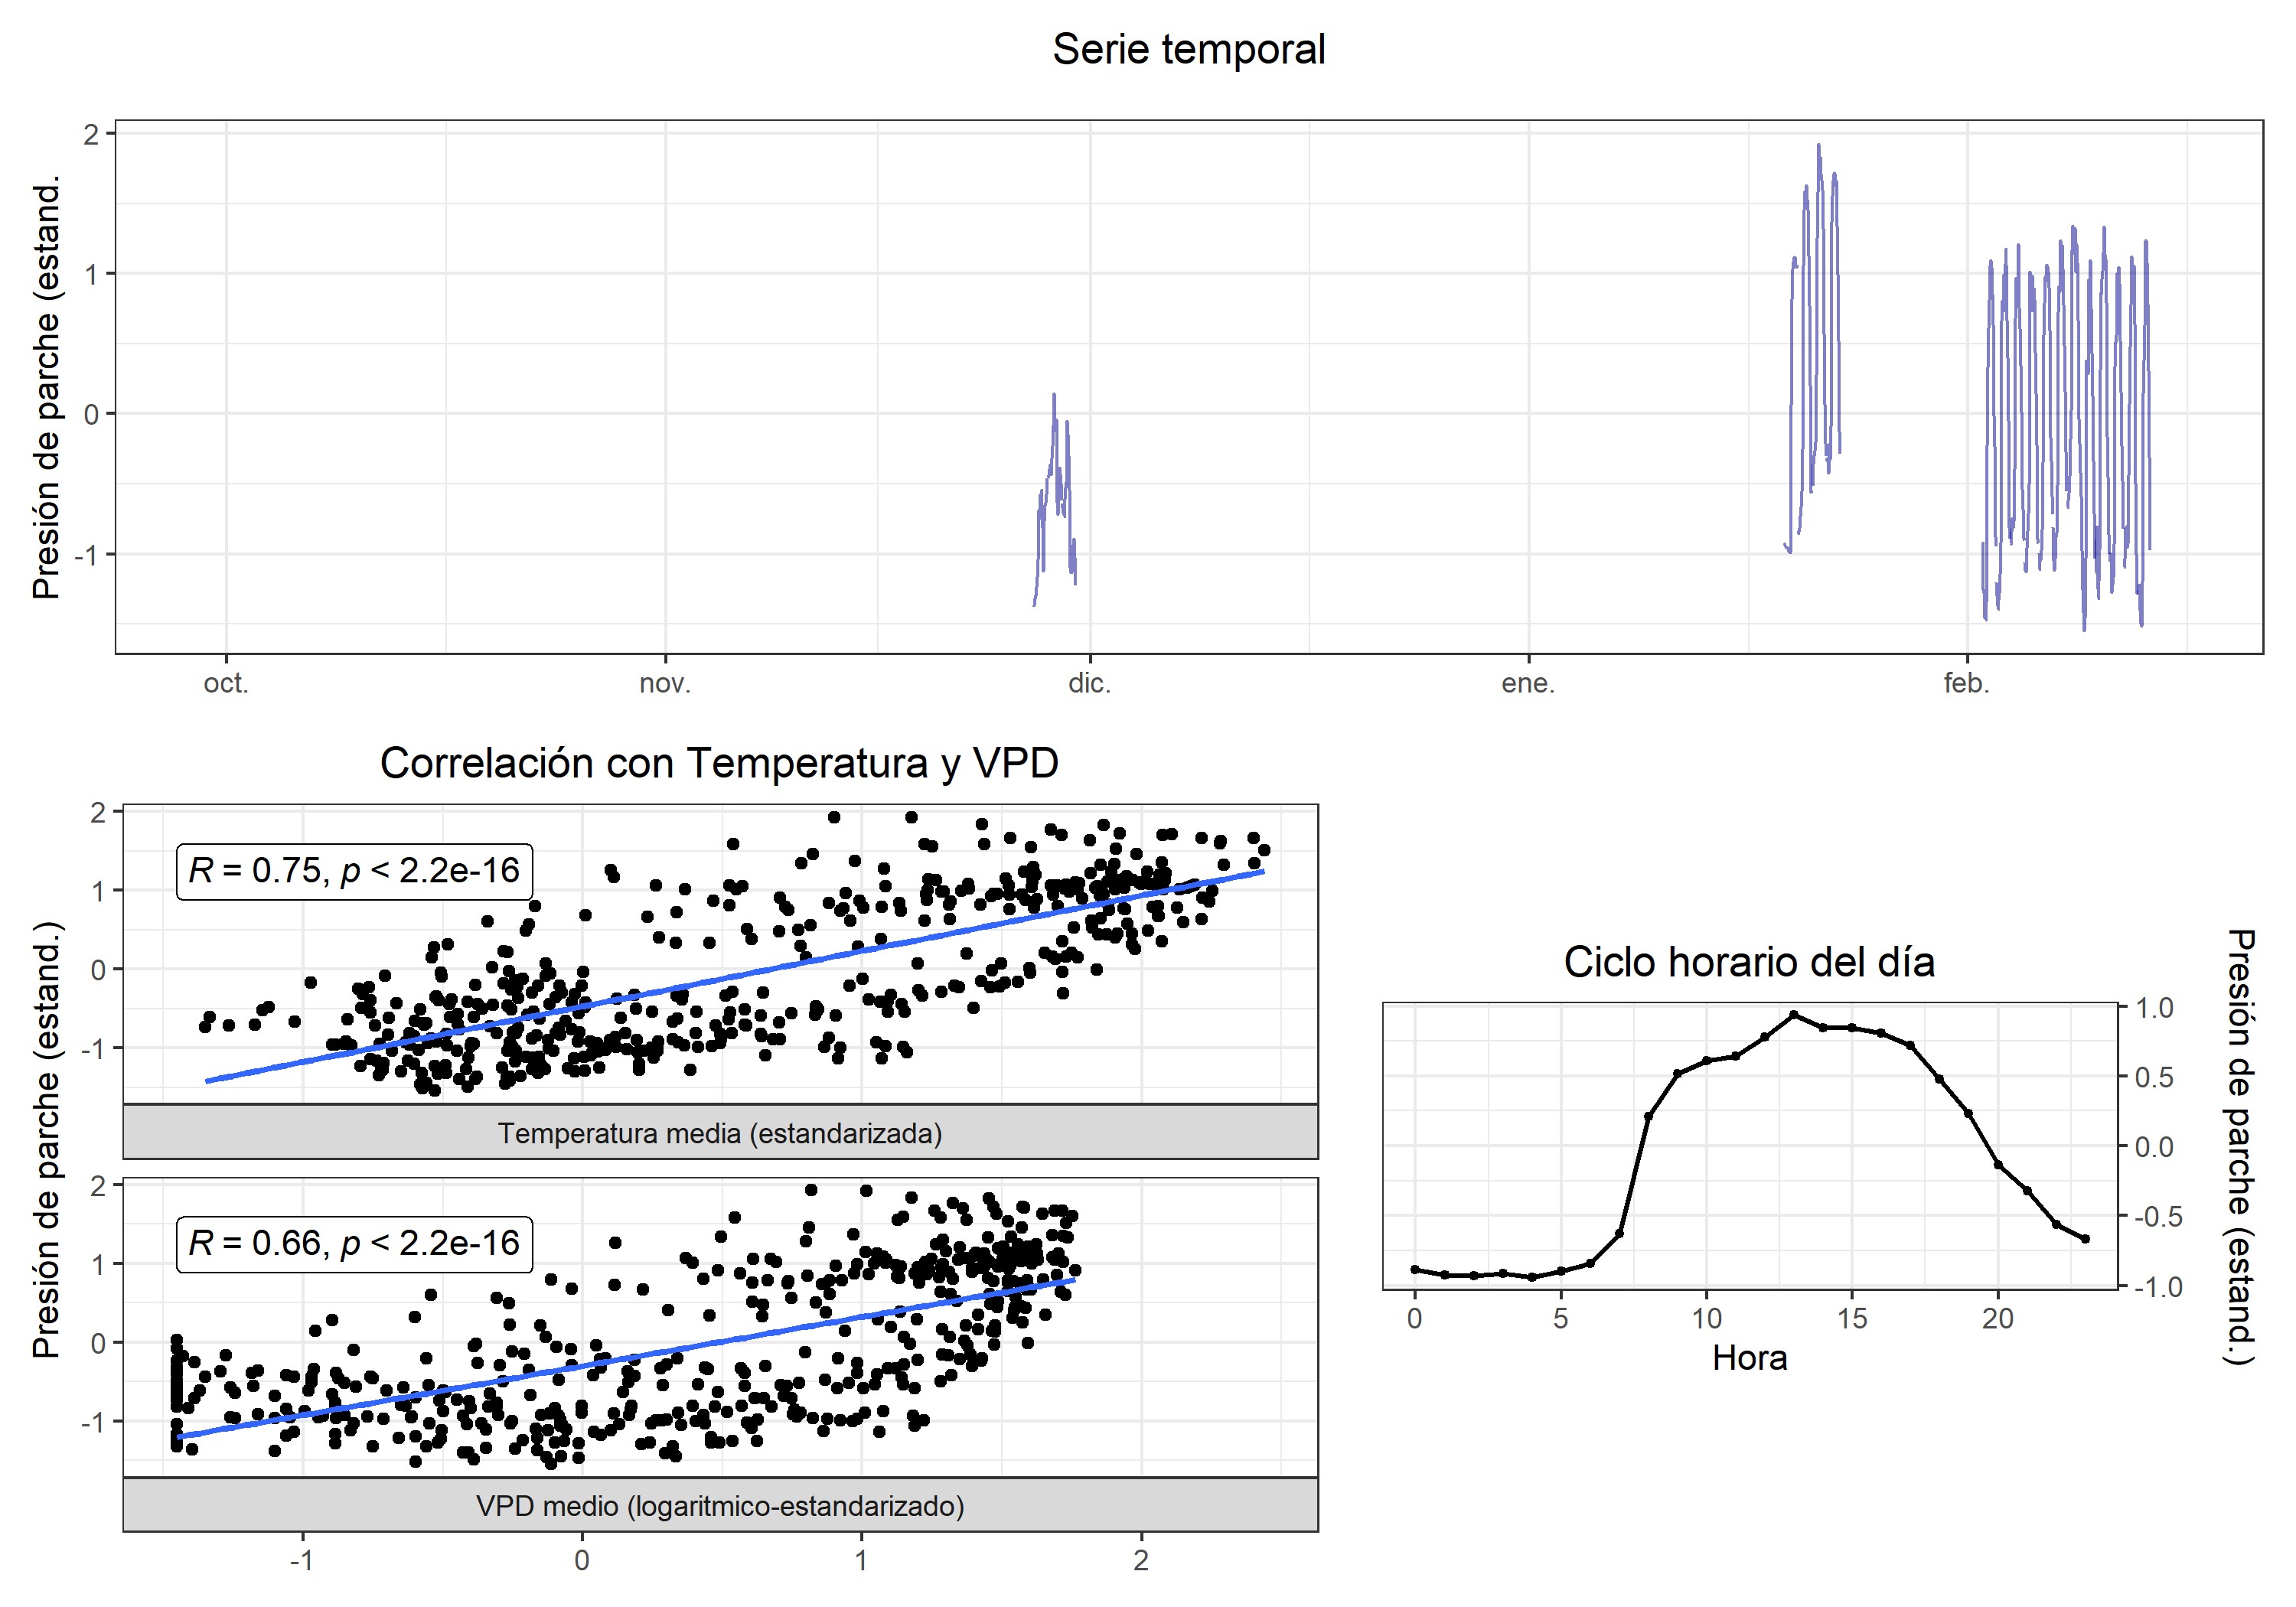 Serie temporal
Presión de parche (estand.
2
1
0
-1
oct.
nov.
dic.
ene.
feb.
Correlación con Temperatura y VPD
Presión de parche (estand.)
2
1
0
-1
R = 0.75, p < 2.2e-16
Temperatura media (estandarizada)
2
1
0
-1
R = 0.66, p < 2.2e-16
VPD medio (logaritmico-estandarizado)
-1
0
1
2
Ciclo horario del día
1.0
0.5
0.0
-0.5
-1.0
Presión de parche (estand.)
0
5
10
15
20
Hora